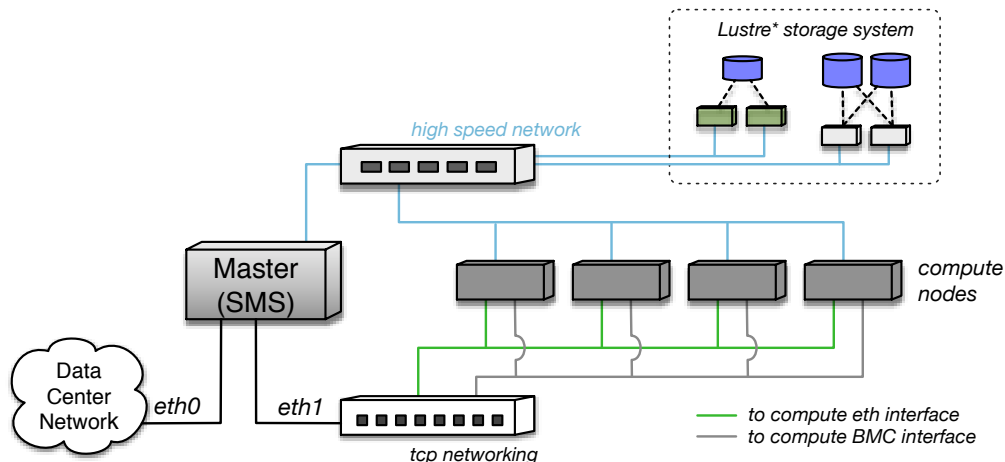 Lustre* storage system
high speed network
Master
(SMS)
compute
nodes
Data
Center
Network
eth0
eth1
to compute eth interface
to compute BMC interface
tcp networking